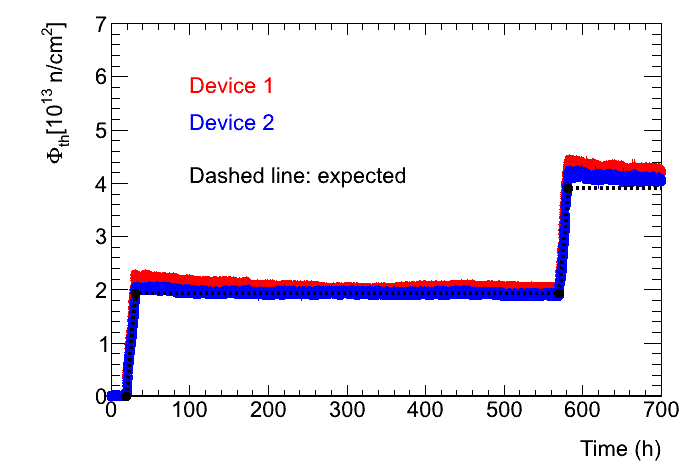 Φth[10^13 n/cm^2]
7
6
5
4
3
2
1
0
Device 1
Device 2
Dashed line: expected
0 100 200 300 400 500 600 700
Time (h)